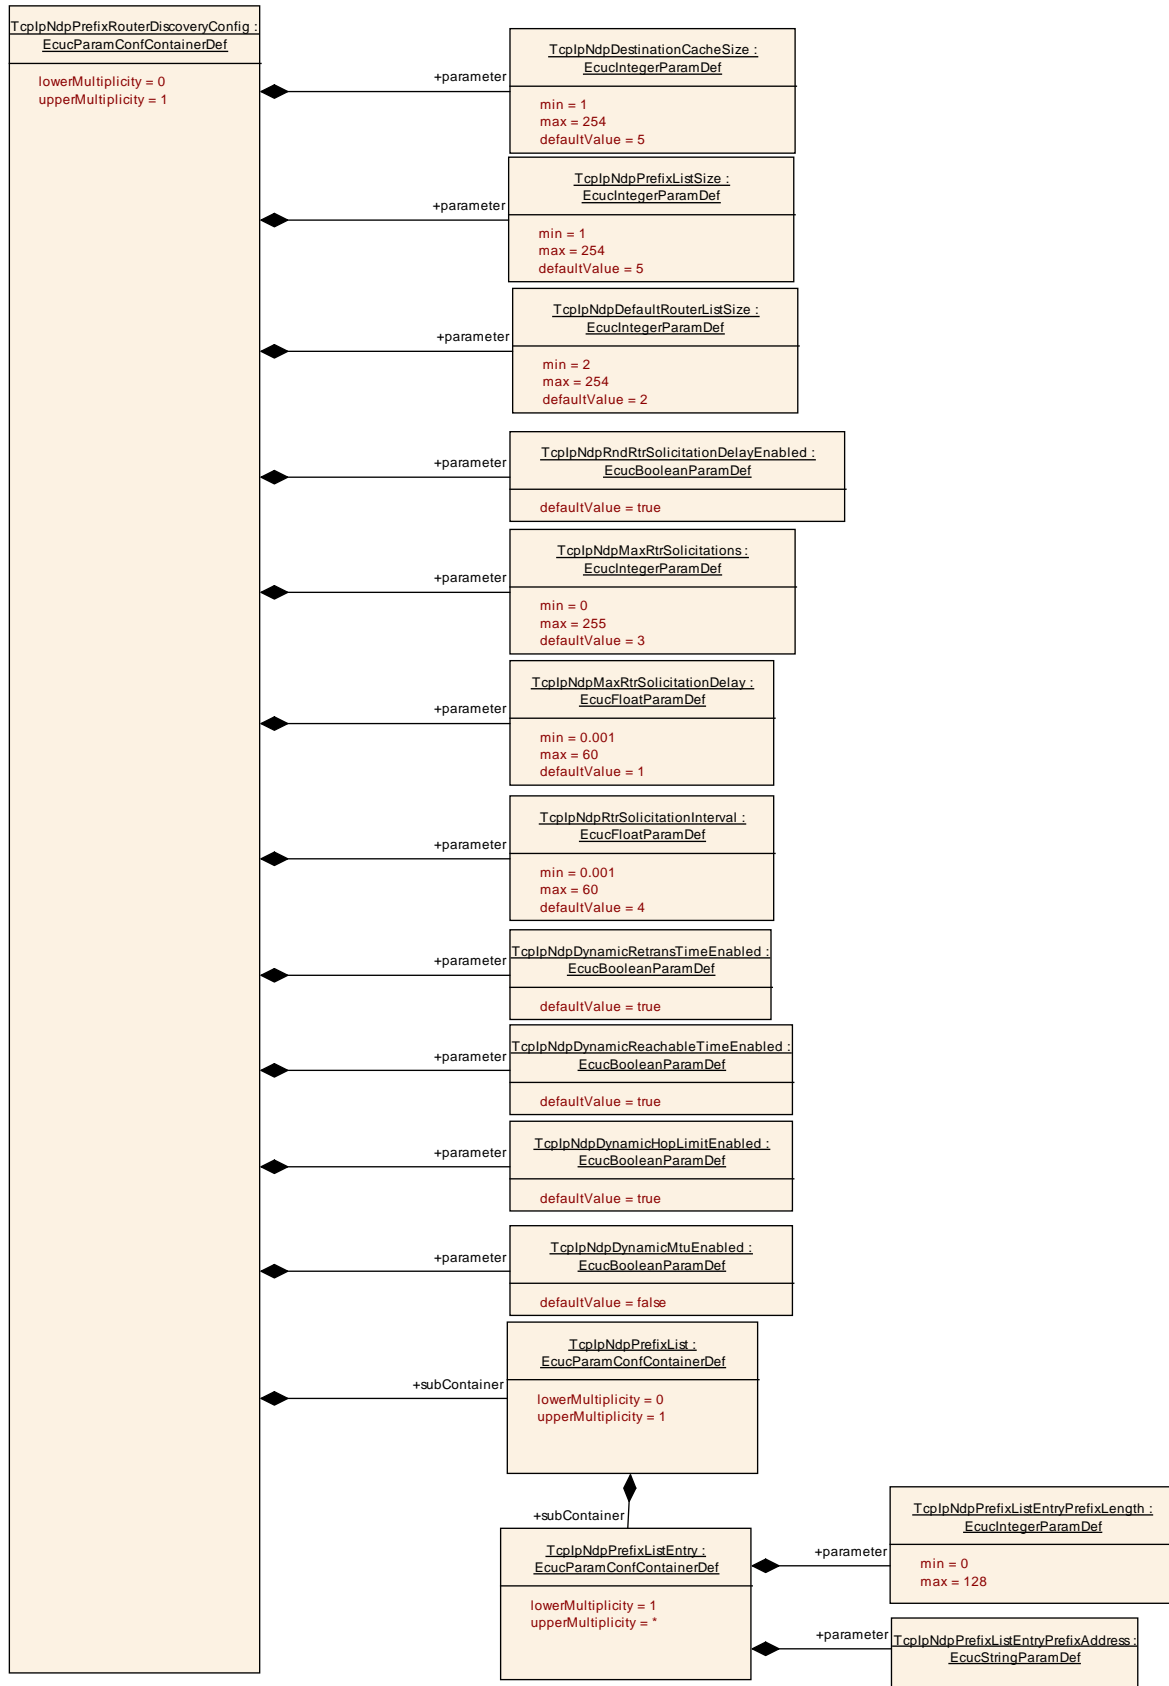 TcpIpNdpPrefixRouterDiscoveryConfig :
EcucParamConfContainerDef
lowerMultiplicity = 0
upperMultiplicity = 1
+parameter
TcpIpNdpDestinationCacheSize :
EcucIntegerParamDef
min = 1
max = 254
defaultValue = 5
+parameter
TcpIpNdpPrefixListSize :
EcucIntegerParamDef
min = 1
max = 254
defaultValue = 5
+parameter
TcpIpNdpDefaultRouterListSize :
EcucIntegerParamDef
min = 2
max = 254
defaultValue = 2
+parameter
TcpIpNdpRndRtrSolicitationDelayEnabled :
EcucBooleanParamDef
defaultValue = true
+parameter
TcpIpNdpMaxRtrSolicitations :
EcucIntegerParamDef
min = 0
max = 255
defaultValue = 3
+parameter
TcpIpNdpMaxRtrSolicitationDelay :
EcucFloatParamDef
min = 0.001
max = 60
defaultValue = 1
+parameter
TcpIpNdpRtrSolicitationInterval :
EcucFloatParamDef
min = 0.001
max = 60
defaultValue = 4
+parameter
TcpIpNdpDynamicRetransTimeEnabled :
EcucBooleanParamDef
defaultValue = true
+parameter
TcpIpNdpDynamicReachableTimeEnabled :
EcucBooleanParamDef
defaultValue = true
+parameter
TcpIpNdpDynamicHopLimitEnabled :
EcucBooleanParamDef
defaultValue = true
+parameter
TcpIpNdpDynamicMtuEnabled :
EcucBooleanParamDef
defaultValue = false
+subContainer
TcpIpNdpPrefixList :
EcucParamConfContainerDef
lowerMultiplicity = 0
upperMultiplicity = 1
+subContainer
TcpIpNdpPrefixListEntry :
EcucParamConfContainerDef
lowerMultiplicity = 1
upperMultiplicity = *
+parameter
TcpIpNdpPrefixListEntryPrefixLength :
EcucIntegerParamDef
min = 0
max = 128
+parameter
TcpIpNdpPrefixListEntryPrefixAddress :
EcucStringParamDef